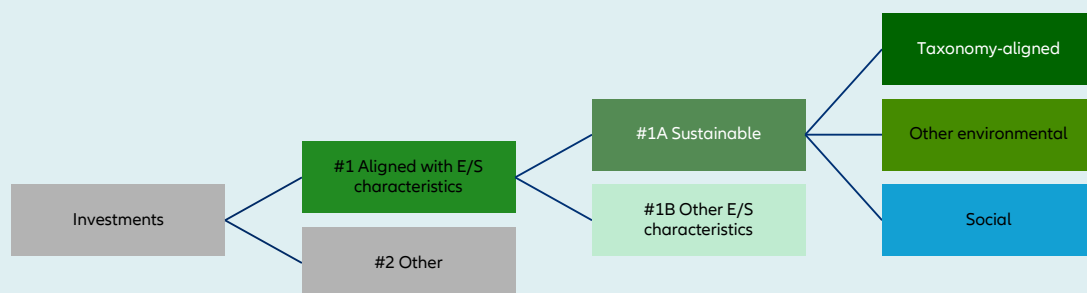 Investments
#1 Aligned with E/S
characteristics
#2 Other
#1A Sustainable
#1B Other E/S
characteristics
Taxonomy-aligned
Other environmental
Social